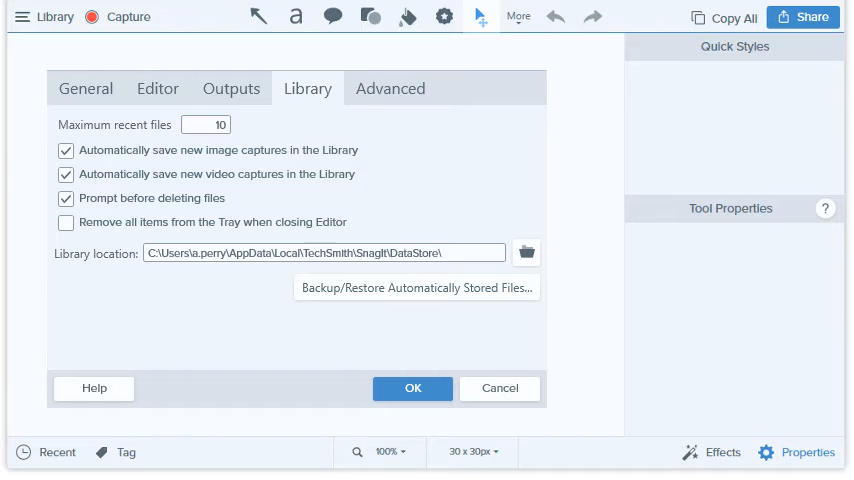 Library Capture More Copy All Share
Quick Styles
General Editor Outputs Library Advanced
Maximum recent files 10
Automatically save new image captures in the Library
Automatically save new video captures in the Library
Prompt before deleting files
Remove all items from the Tray when closing Editor
Tool Properties ?
Library location: C:\Users\a.perry\AppData\Local\TechSmith\SnagIt\DataStore\
Backup/Restore Automatically Stored Files...
Help OK Cancel
Recent Tag 100% 30 x 30px Effects Properties